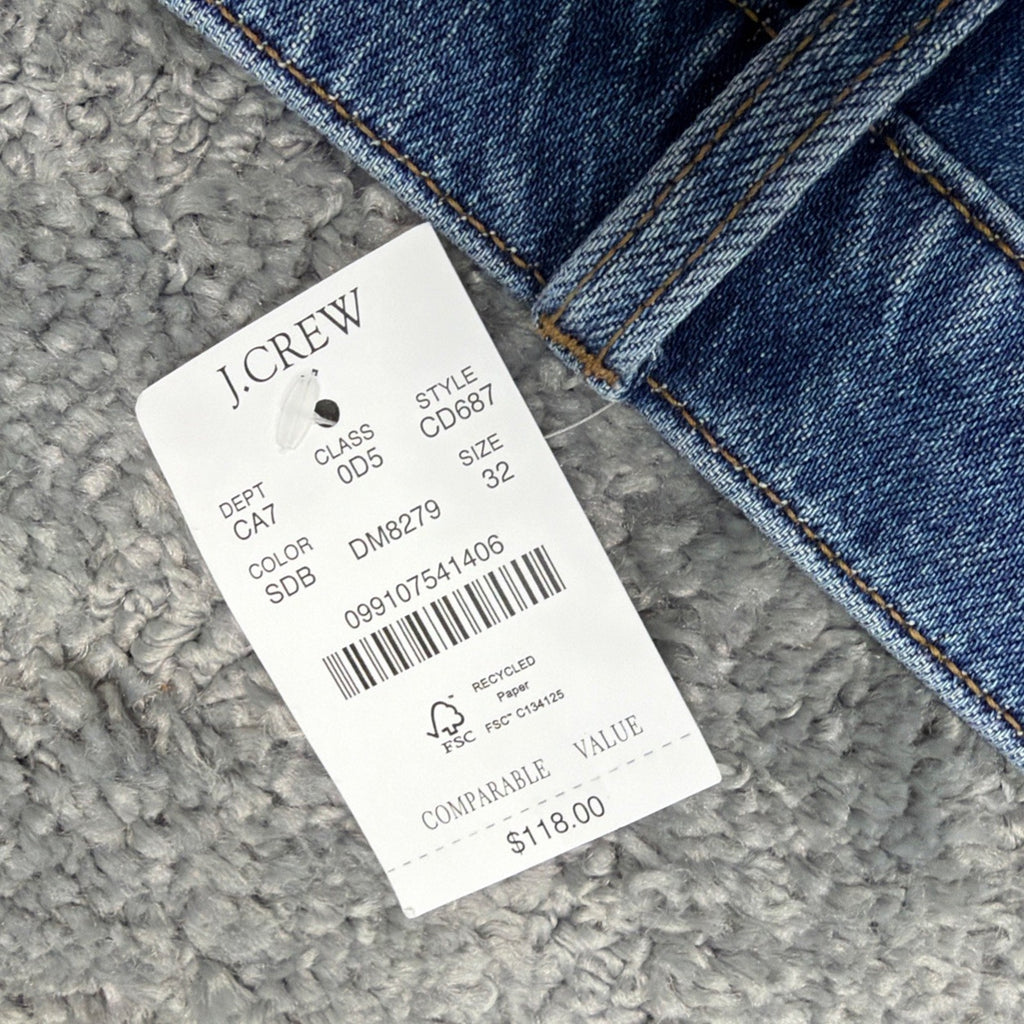 J.CREW
DEPT CLASS STYLE
CA7 0D5 CD687
COLOR SIZE
SDB DM8279 32
099107541406
RECYCLED
Paper
FSC™ C134125
FSC
COMPARABLE VALUE
$118.00